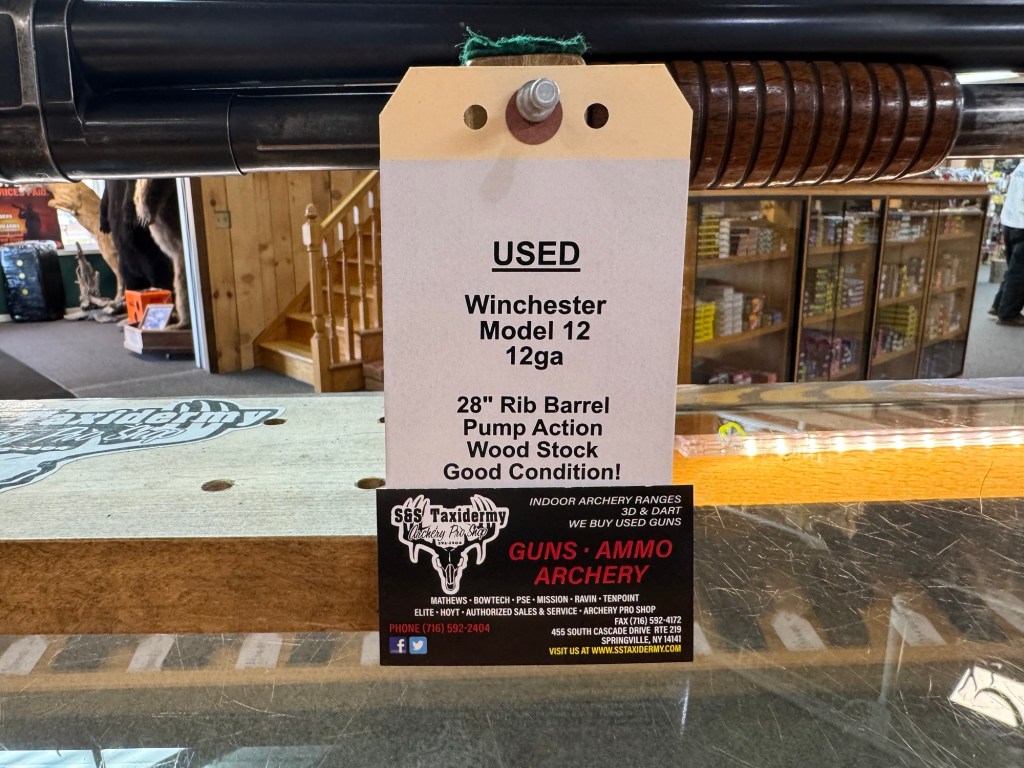 USED
Winchester
Model 12
12ga
28" Rib Barrel
Pump Action
Wood Stock
Good Condition!
S&S Taxidermy
Archery Pro Shop
592-2404
INDOOR ARCHERY RANGES
3D & DART
WE BUY USED GUNS
GUNS · AMMO
ARCHERY
MATHEWS • BOWTECH • PSE • MISSION • RAVIN • TENPOINT
ELITE • HOYT • AUTHORIZED SALES & SERVICE • ARCHERY PRO SHOP
PHONE (716) 592-2404
FAX (716) 592-4172
455 SOUTH CASCADE DRIVE RTE 219
SPRINGVILLE, NY 14141
VISIT US AT WWW.SSTAXIDERMY.COM